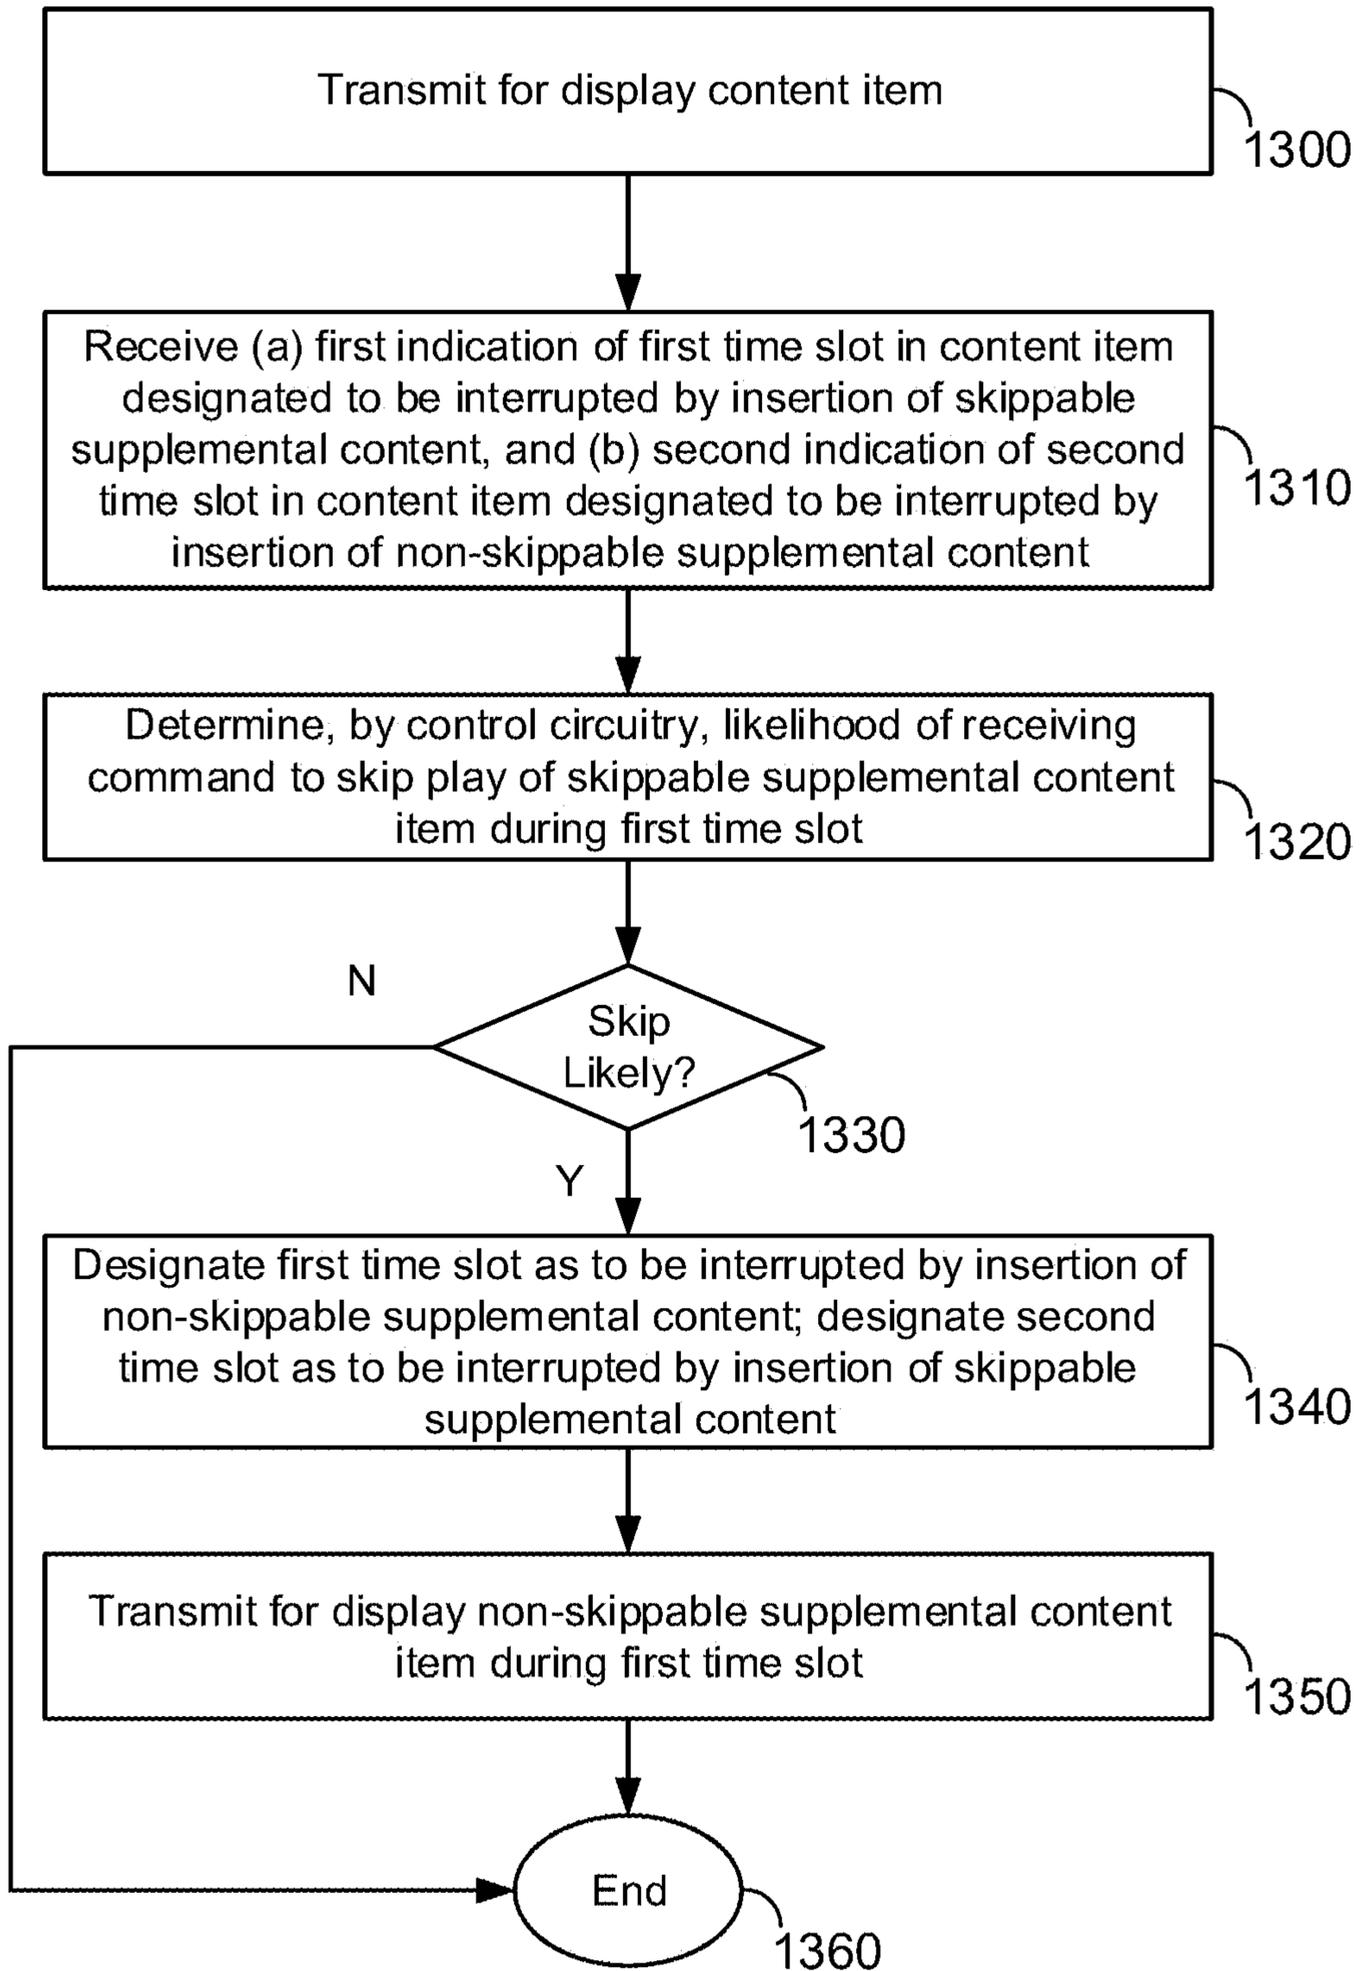 Transmit for display content item
1300
Receive (a) first indication of first time slot in content item
designated to be interrupted by insertion of skippable
supplemental content, and (b) second indication of second
time slot in content item designated to be interrupted by
insertion of non-skippable supplemental content
1310
Determine, by control circuitry, likelihood of receiving
command to skip play of skippable supplemental content
item during first time slot
1320
N
Skip
Likely?
1330
Y
Designate first time slot as to be interrupted by insertion of
non-skippable supplemental content; designate second
time slot as to be interrupted by insertion of skippable
supplemental content
1340
Transmit for display non-skippable supplemental content
item during first time slot
1350
End
1360